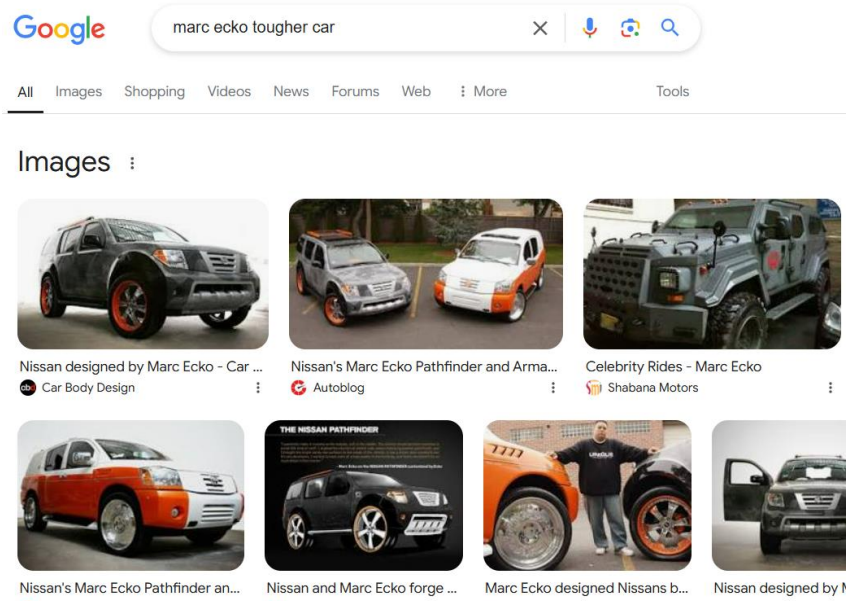 Google
marc ecko tougher car
All Images Shopping Videos News Forums Web More Tools
Images
Nissan designed by Marc Ecko - Car ...
Car Body Design
Nissan's Marc Ecko Pathfinder and Arma...
Autoblog
Celebrity Rides - Marc Ecko
Shabana Motors
THE NISSAN PATHFINDER
Nissan's Marc Ecko Pathfinder an...
Nissan and Marc Ecko forge ...
Marc Ecko designed Nissans b...
Nissan designed by M